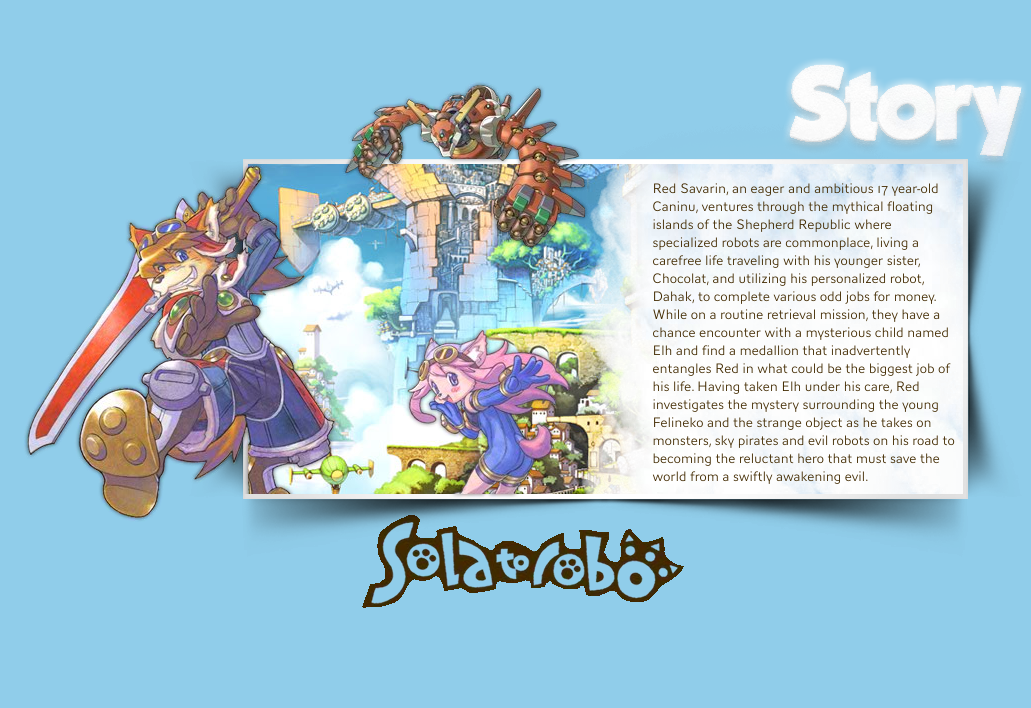 Story
Red Savarin, an eager and ambitious 17 year-old
Caninu, ventures through the mythical floating
islands of the Shepherd Republic where
specialized robots are commonplace, living a
carefree life traveling with his younger sister,
Chocolat, and utilizing his personalized robot,
Dahak, to complete various odd jobs for money.
While on a routine retrieval mission, they have a
chance encounter with a mysterious child named
Elh and find a medallion that inadvertently
entangles Red in what could be the biggest job of
his life. Having taken Elh under his care, Red
investigates the mystery surrounding the young
Felineko and the strange object as he takes on
monsters, sky pirates and evil robots on his road to
becoming the reluctant hero that must save the
world from a swiftly awakening evil.
Solatorobo